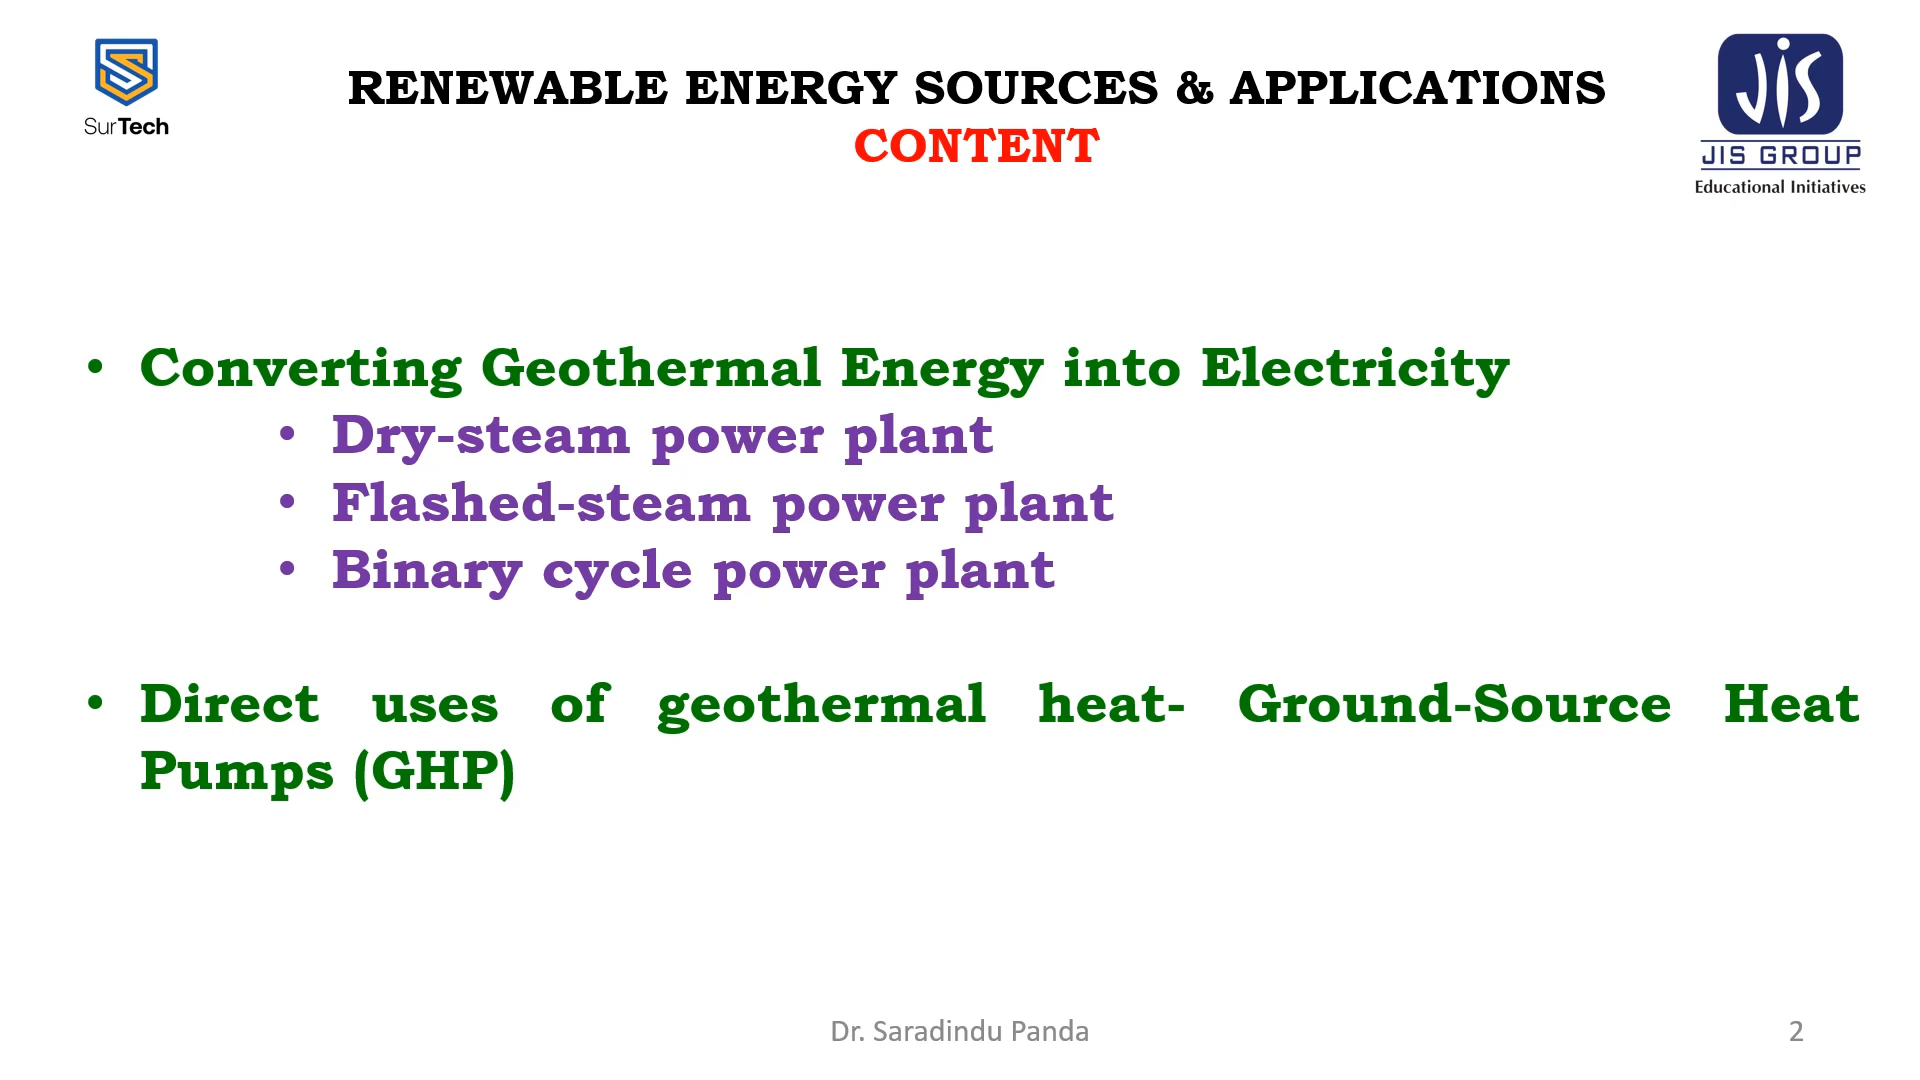 SurTech
RENEWABLE ENERGY SOURCES & APPLICATIONS
CONTENT
JIS
JIS GROUP
Educational Initiatives
• Converting Geothermal Energy into Electricity
• Dry-steam power plant
• Flashed-steam power plant
• Binary cycle power plant
• Direct uses of geothermal heat- Ground-Source Heat
Pumps (GHP)
Dr. Saradindu Panda
2